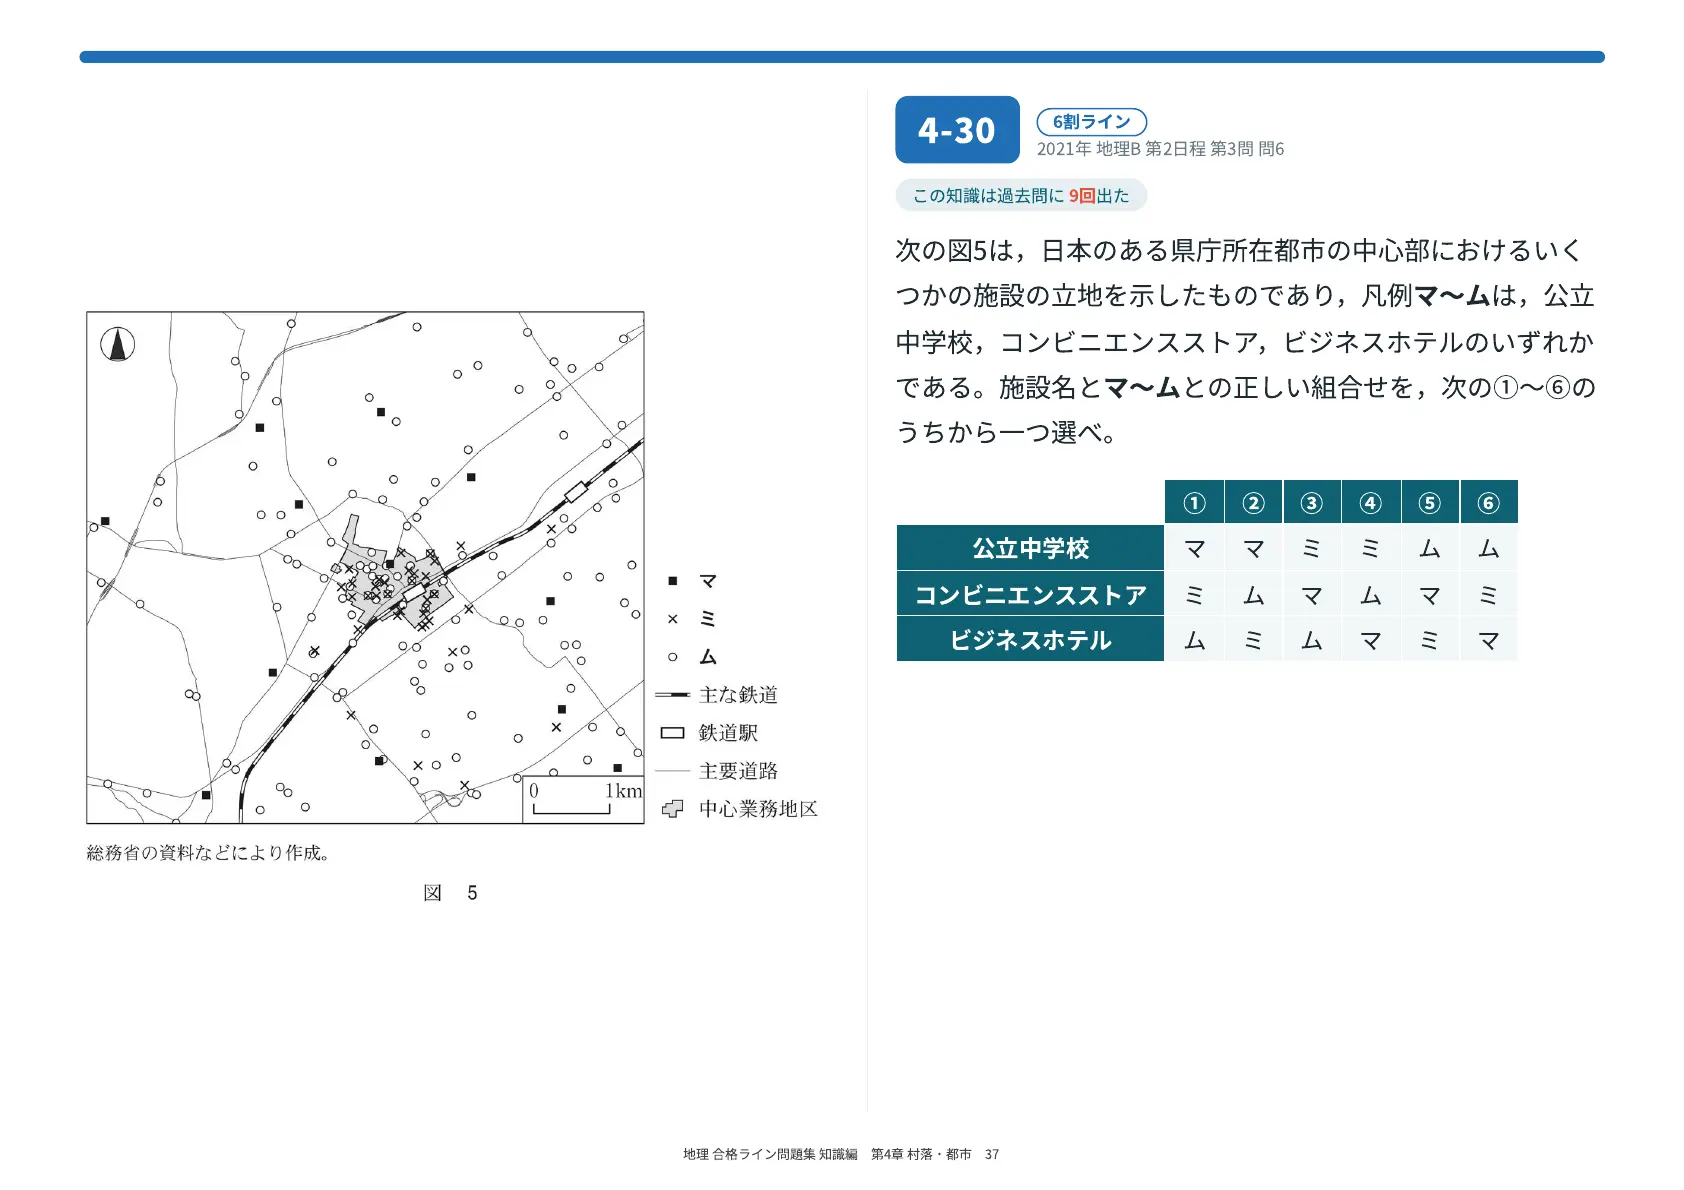 4-30
6割ライン
2021年 地理B 第2日程 第3問 問6
この知識は過去問に 9回出た
次の図5は，日本のある県庁所在都市の中心部におけるいく
つかの施設の立地を示したものであり，凡例マ～ムは，公立
中学校，コンビニエンスストア，ビジネスホテルのいずれか
である。施設名とマ～ムとの正しい組合せを，次の①～⑥の
うちから一つ選べ。
① ② ③ ④ ⑤ ⑥
公立中学校 マ マ ミ ミ ム ム
コンビニエンスストア ミ ム マ ム マ ミ
ビジネスホテル ム ミ ム マ ミ マ
マ
ミ
ム
主な鉄道
鉄道駅
主要道路
中心業務地区
0 1km
総務省の資料などにより作成。
図 5
地理 合格ライン問題集 知識編 第4章 村落・都市 37